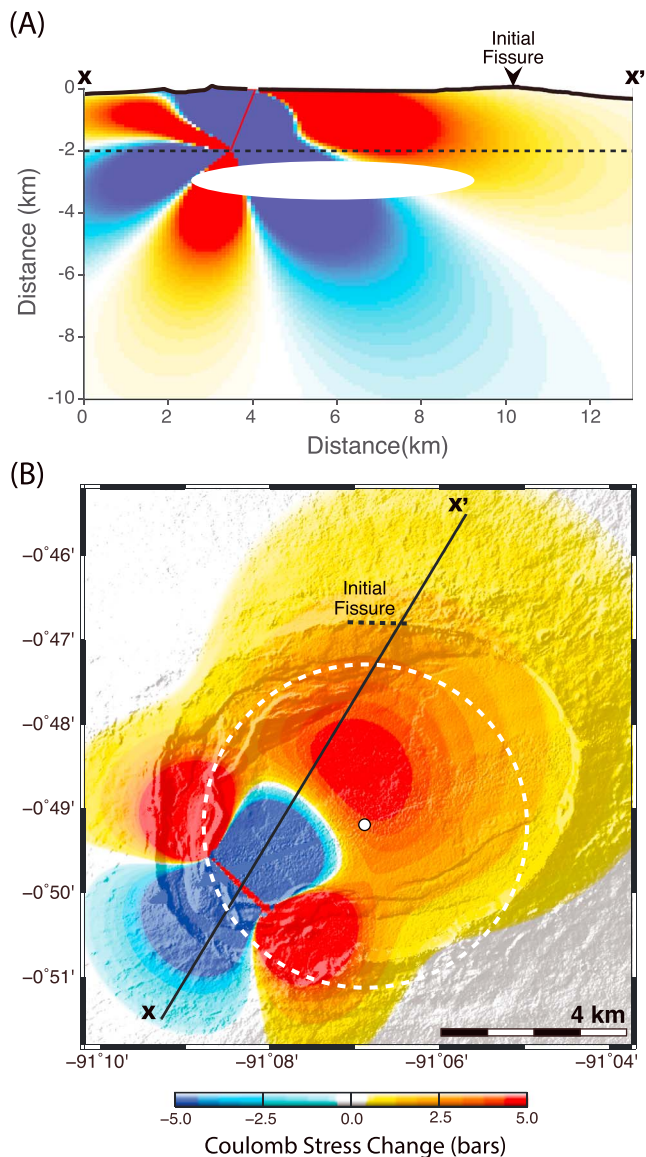 (A)
Initial
Fissure
X
X'
0
-2
-4
-6
-8
-10
Distance (km)
0
2
4
6
8
10
12
Distance(km)
(B)
X'
−0˚46'
Initial
Fissure
−0˚47'
−0˚48'
−0˚49'
−0˚50'
−0˚51'
X
4 km
−91˚10'
−91˚08'
−91˚06'
−91˚04'
−5.0
−2.5
0.0
2.5
5.0
Coulomb Stress Change (bars)